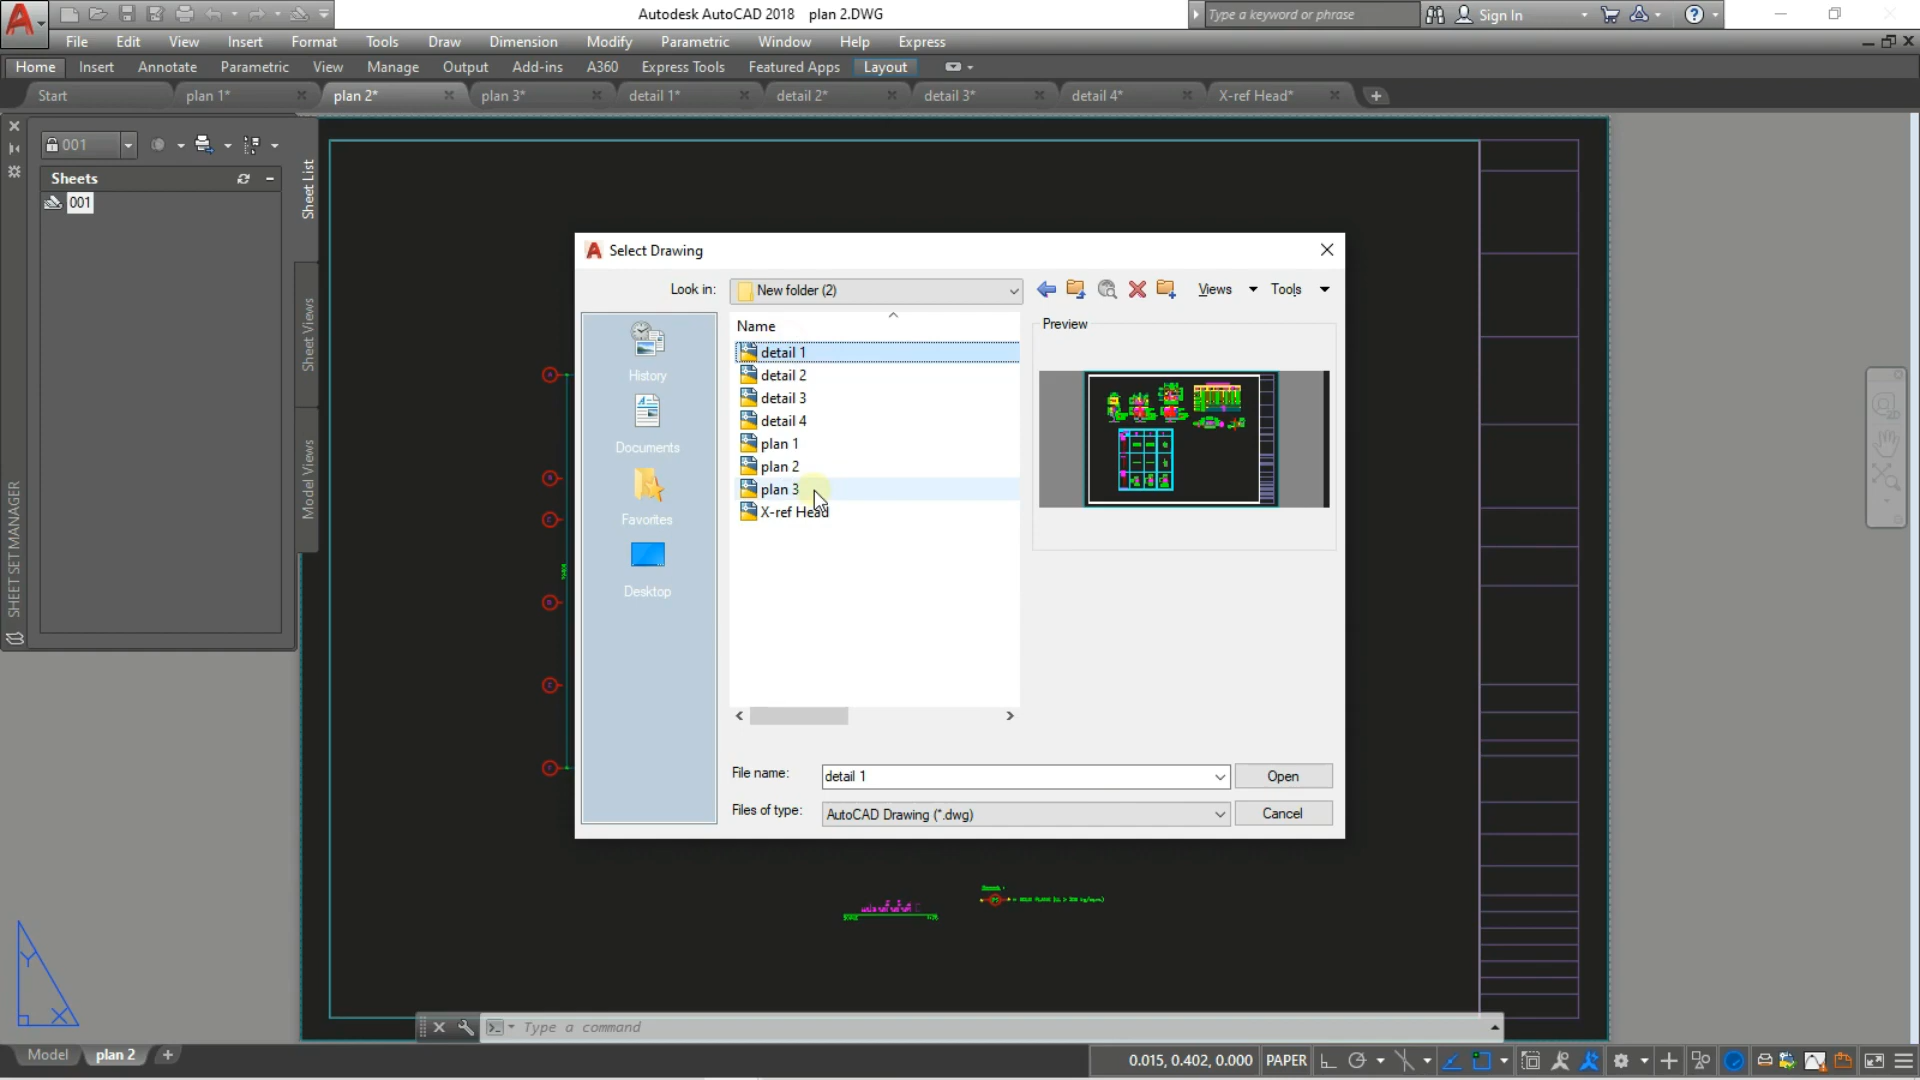 Autodesk AutoCAD 2018 plan 2.DWG
Type a keyword or phrase
Sign In
File Edit View Insert Format Tools Draw Dimension Modify Parametric Window Help Express
Home Insert Annotate Parametric View Manage Output Add-ins A360 Express Tools Featured Apps Layout
Start plan 1* plan 2* plan 3* detail 1* detail 2* detail 3* detail 4* X-ref Head*
001
Sheets
001
Sheet List
Sheet Views
Model Views
SHEET SET MANAGER
Select Drawing
Look in: New folder (2)
Views Tools
History
Documents
Favorites
Desktop
Name
detail 1
detail 2
detail 3
detail 4
plan 1
plan 2
plan 3
X-ref Head
Preview
File name: detail 1
Open
Files of type: AutoCAD Drawing (*.dwg)
Cancel
2D
Y
X
Type a command
Model plan 2
0.015, 0.402, 0.000 PAPER